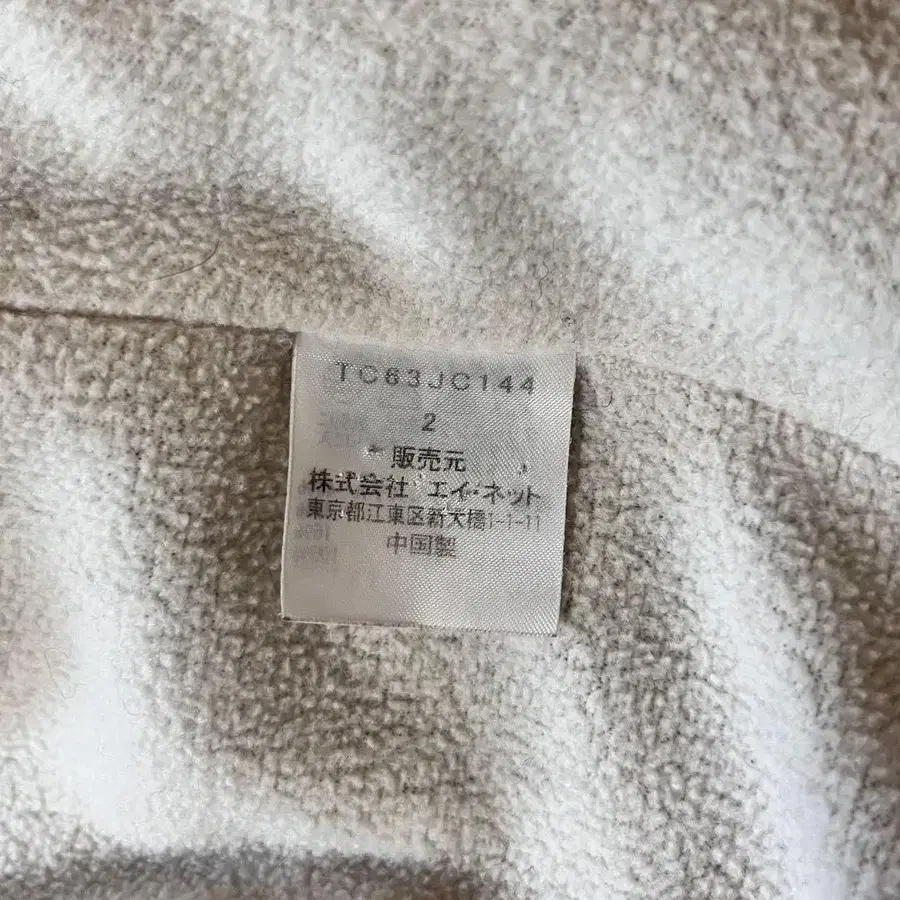 TC63JC144
2
販売元
株式会社 エイ・ネット
東京都江東区新大橋1-1-11
中国製